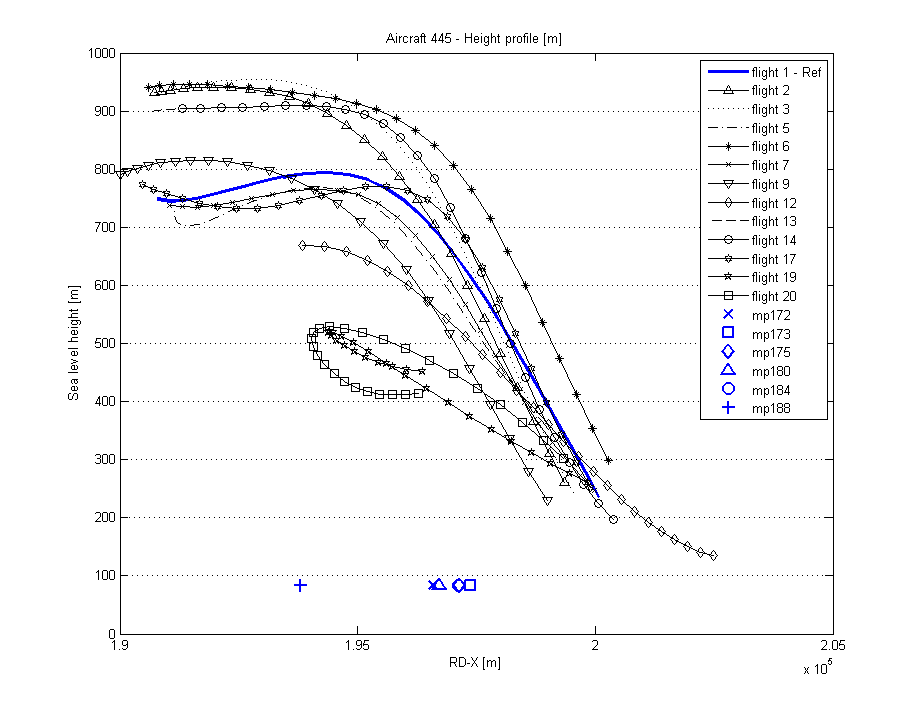 Aircraft 445 - Height profile [m]
1000
900
800
700
600
500
400
300
200
100
0
Sea level height [m]
1.9
1.95
2
2.05
x 10⁵
RD-X [m]
flight 1 - Ref
flight 2
flight 3
flight 5
flight 6
flight 7
flight 9
flight 12
flight 13
flight 14
flight 17
flight 19
flight 20
mp172
mp173
mp175
mp180
mp184
mp188